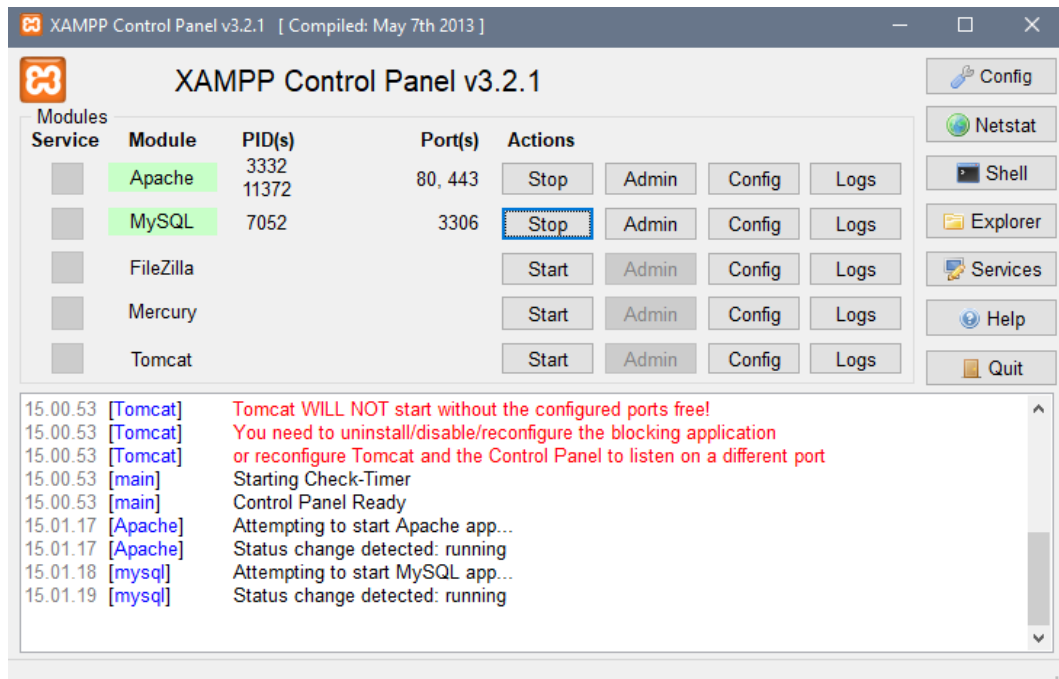 XAMPP Control Panel v3.2.1 [ Compiled: May 7th 2013 ]
XAMPP Control Panel v3.2.1
Config
Modules
Service Module PID(s) Port(s) Actions
Netstat
Apache 3332 11372 80, 443 Stop Admin Config Logs
Shell
MySQL 7052 3306 Stop Admin Config Logs
Explorer
FileZilla Start Admin Config Logs
Services
Mercury Start Admin Config Logs
Help
Tomcat Start Admin Config Logs
Quit
15.00.53 [Tomcat] Tomcat WILL NOT start without the configured ports free!
15.00.53 [Tomcat] You need to uninstall/disable/reconfigure the blocking application
15.00.53 [Tomcat] or reconfigure Tomcat and the Control Panel to listen on a different port
15.00.53 [main] Starting Check-Timer
15.00.53 [main] Control Panel Ready
15.01.17 [Apache] Attempting to start Apache app...
15.01.17 [Apache] Status change detected: running
15.01.18 [mysql] Attempting to start MySQL app...
15.01.19 [mysql] Status change detected: running